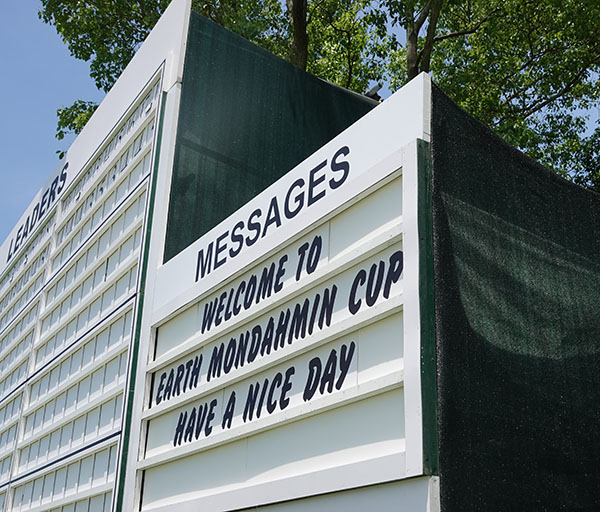 LEADERS
MESSAGES
WELCOME TO
EARTH MONDAHMIN CUP
HAVE A NICE DAY